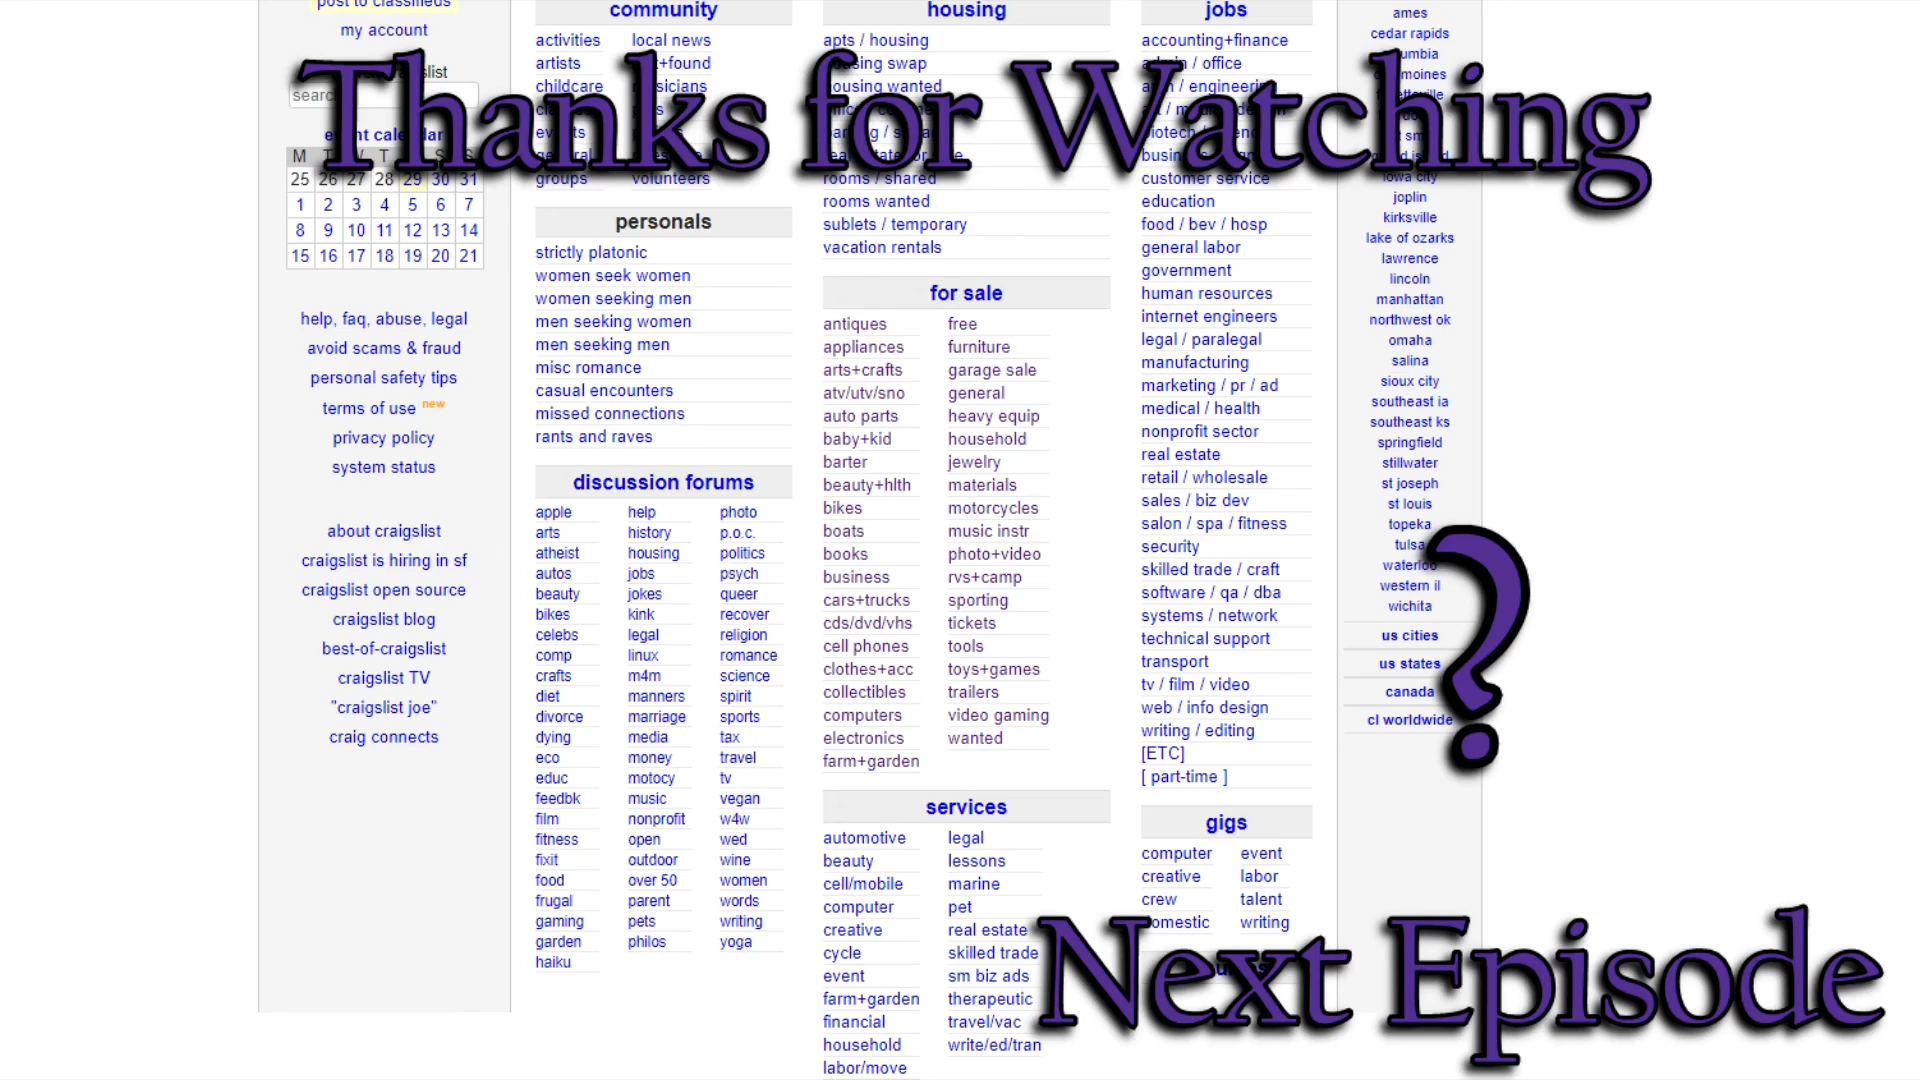 post to classifieds
my account
search
event calendar
M T W T F S S
25 26 27 28 29 30 31
1 2 3 4 5 6 7
8 9 10 11 12 13 14
15 16 17 18 19 20 21
help, faq, abuse, legal
avoid scams & fraud
personal safety tips
terms of use new
privacy policy
system status
about craigslist
craigslist is hiring in sf
craigslist open source
craigslist blog
best-of-craigslist
craigslist TV
"craigslist joe"
craig connects
Thanks for Watching
community
activities local news
artists
childcare
groups volunteers
personals
strictly platonic
women seek women
women seeking men
men seeking women
men seeking men
misc romance
casual encounters
missed connections
rants and raves
discussion forums
apple help photo
arts history p.o.c.
atheist housing politics
autos jobs psych
beauty jokes queer
bikes kink recover
celebs legal religion
comp linux romance
crafts m4m science
diet manners spirit
divorce marriage sports
dying media tax
eco money travel
educ motocy tv
feedbk music vegan
film nonprofit w4w
fitness open wed
fixit outdoor wine
food over 50 women
frugal parent words
gaming pets writing
garden philos yoga
haiku
housing
apts / housing
housing swap
housing wanted
rooms / shared
rooms wanted
sublets / temporary
vacation rentals
for sale
antiques free
appliances furniture
arts+crafts garage sale
atv/utv/sno general
auto parts heavy equip
baby+kid household
barter jewelry
beauty+hlth materials
bikes motorcycles
boats music instr
books photo+video
business rvs+camp
cars+trucks sporting
cds/dvd/vhs tickets
cell phones tools
clothes+acc toys+games
collectibles trailers
computers video gaming
electronics wanted
farm+garden
services
automotive legal
beauty lessons
cell/mobile marine
computer pet
creative real estate
cycle skilled trade
event sm biz ads
farm+garden therapeutic
financial travel/vac
household write/ed/tran
labor/move
jobs
accounting+finance
admin / office
customer service
education
food / bev / hosp
general labor
government
human resources
internet engineers
legal / paralegal
manufacturing
marketing / pr / ad
medical / health
nonprofit sector
real estate
retail / wholesale
sales / biz dev
salon / spa / fitness
security
skilled trade / craft
software / qa / dba
systems / network
technical support
transport
tv / film / video
web / info design
writing / editing
[ETC]
[ part-time ]
gigs
computer event
creative labor
crew talent
domestic writing
ames
cedar rapids
iowa city
joplin
kirksville
lake of ozarks
lawrence
lincoln
manhattan
northwest ok
omaha
salina
sioux city
southeast ia
southeast ks
springfield
stillwater
st joseph
st louis
topeka
tulsa
waterloo
western il
wichita
us cities
us states
canada
cl worldwide
?
Next Episode